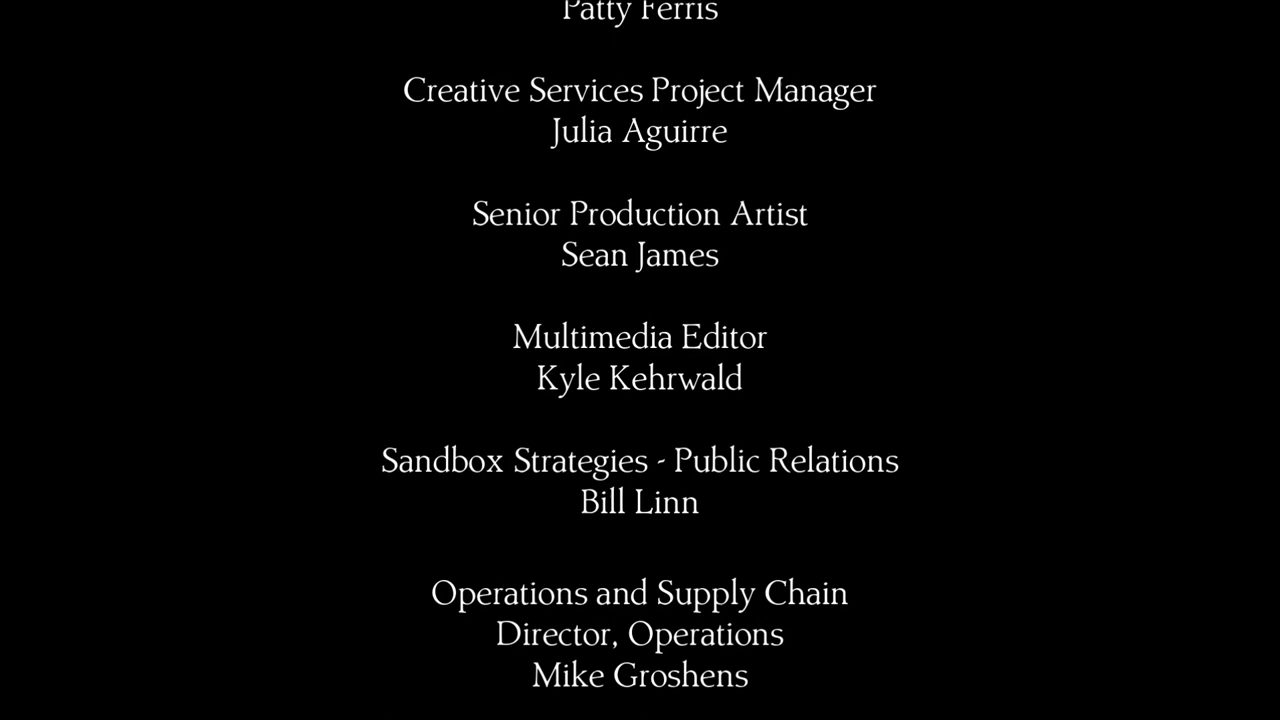 Patty Ferris
Creative Services Project Manager
Julia Aguirre
Senior Production Artist
Sean James
Multimedia Editor
Kyle Kehrwald
Sandbox Strategies - Public Relations
Bill Linn
Operations and Supply Chain
Director, Operations
Mike Groshens